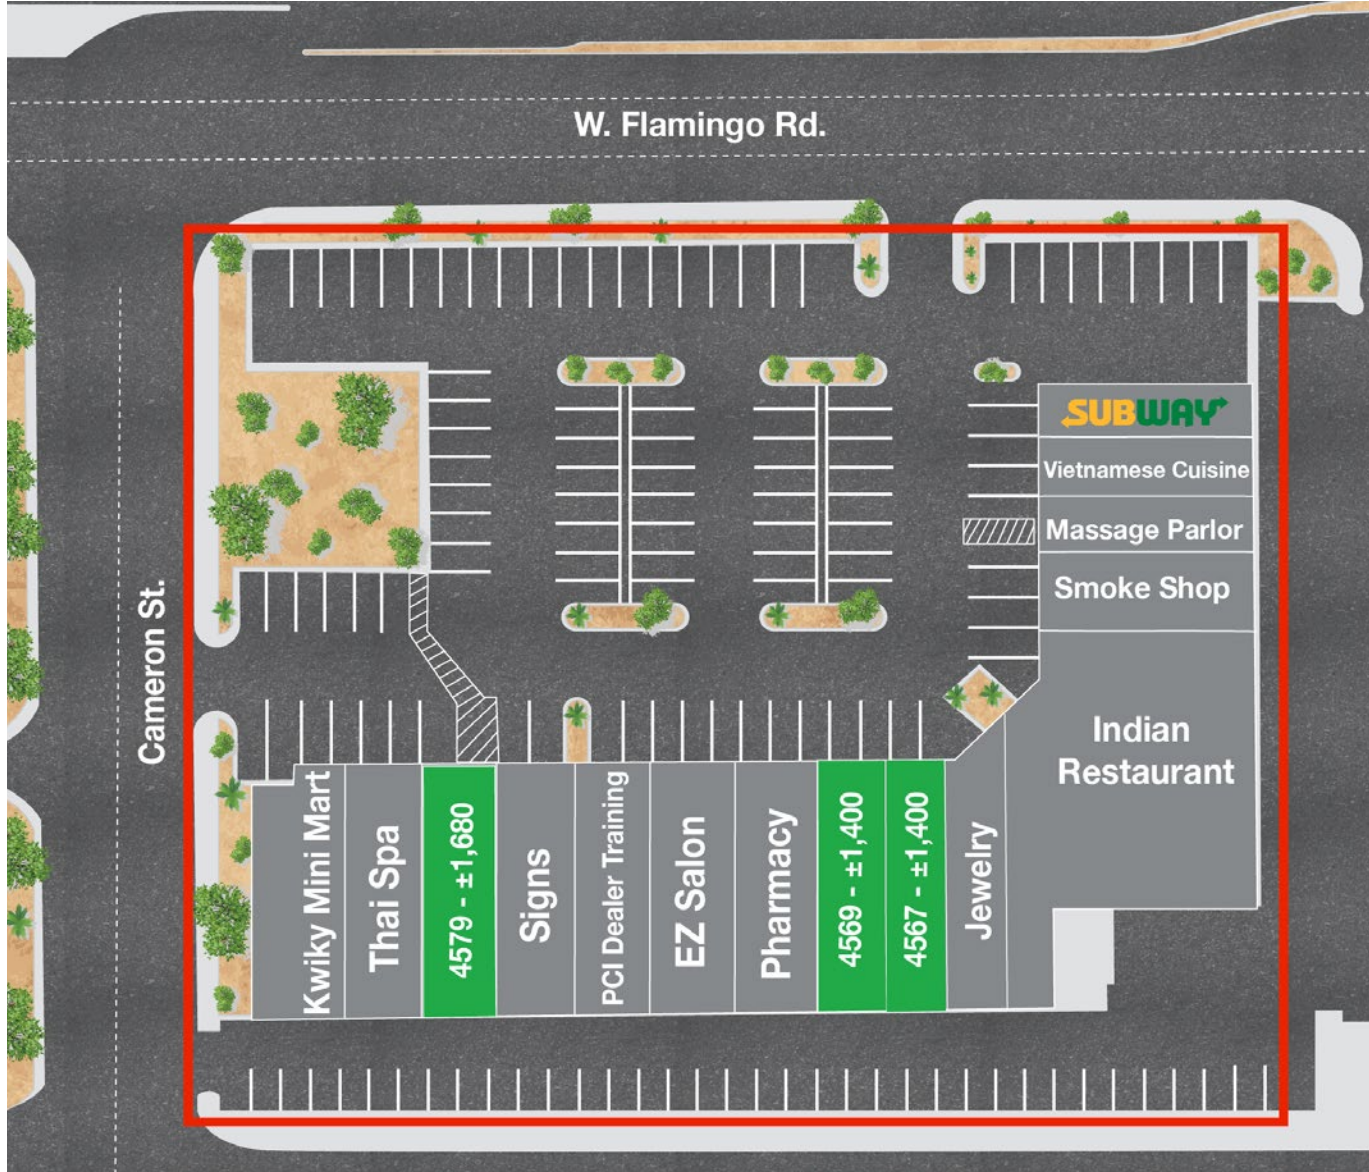 W. Flamingo Rd.
Cameron St.
SUBWAY
Vietnamese Cuisine
Massage Parlor
Smoke Shop
Indian
Restaurant
Kwiky Mini Mart
Thai Spa
4579 - ±1,680
Signs
PCI Dealer Training
EZ Salon
Pharmacy
4569 - ±1,400
4567 - ±1,400
Jewelry